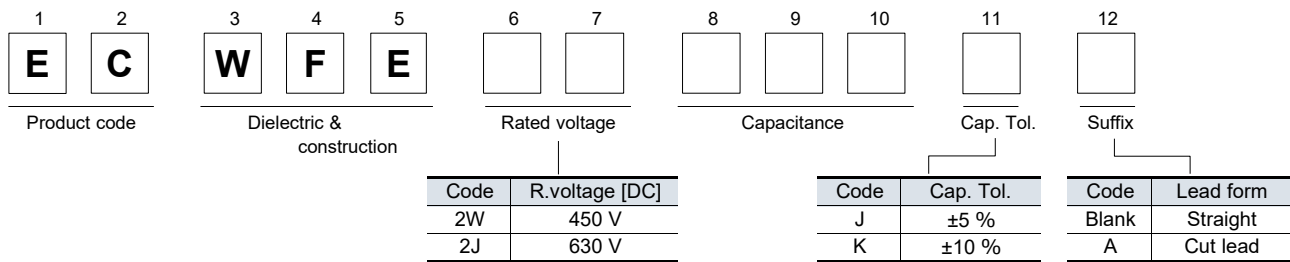 1 2 3 4 5 6 7 8 9 10 11 12
E C W F E
Product code Dielectric & construction Rated voltage Capacitance Cap. Tol. Suffix
Code R.voltage [DC] Code Cap. Tol. Code Lead form
2W 450 V J ±5 % Blank Straight
2J 630 V K ±10 % A Cut lead